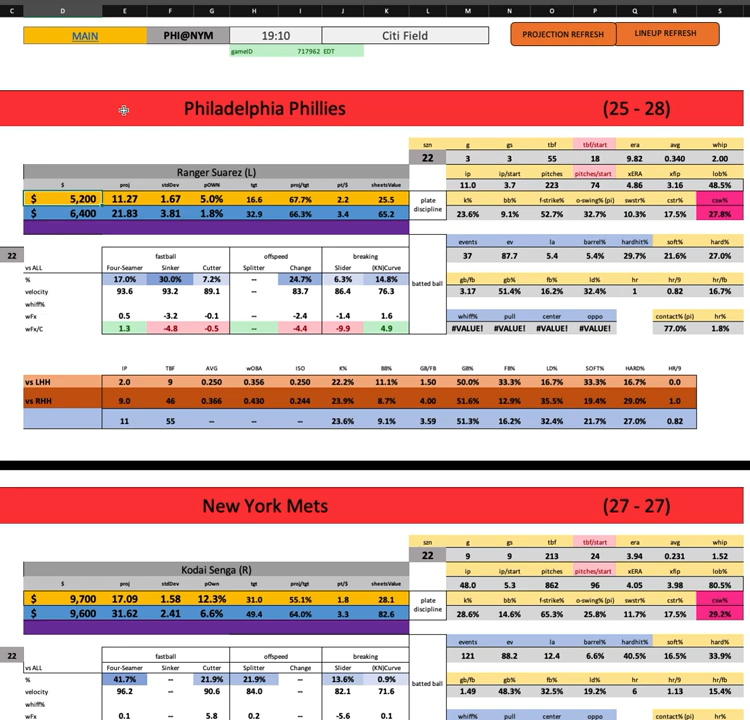 C D E F G H I J K L M N O P Q R S
MAIN PHI@NYM 19:10 Citi Field PROJECTION REFRESH LINEUP REFRESH
gameID 717962 EDT
Philadelphia Phillies (25 - 28)
szn g gs tbf tbf/start era avg whip
22 3 3 55 18 9.82 0.340 2.00
Ranger Suarez (L) ip ip/start pitches pitches/start xERA xfip lob%
$ proj stdDev pOWN tgt proj/tgt pt/$ sheetsValue 11.0 3.7 223 74 4.86 3.16 48.5%
$ 5,200 11.27 1.67 5.0% 16.6 67.7% 2.2 25.5 plate discipline k% bb% f-strike% o-swing% (pi) swstr% cstr% csw%
$ 6,400 21.83 3.81 1.8% 32.9 66.3% 3.4 65.2 23.6% 9.1% 52.7% 32.7% 10.3% 17.5% 27.8%
events ev la barrel% hardhit% soft% hard%
22 fastball offspeed breaking 37 87.7 5.4 5.4% 29.7% 21.6% 27.0%
vs ALL Four-Seamer Sinker Cutter Splitter Change Slider (KN)Curve
% 17.0% 30.0% 7.2% -- 24.7% 6.3% 14.8% batted ball gb/fb gb% fb% ld% hr hr/9 hr/fb
velocity 93.6 93.2 89.1 -- 83.7 86.4 76.3 3.17 51.4% 16.2% 32.4% 1 0.82 16.7%
whiff%
wFx 0.5 -3.2 -0.1 -- -2.4 -1.4 1.6 whiff% pull center oppo contact% (pi) hr%
wFx/C 1.3 -4.8 -0.5 -- -4.4 -9.9 4.9 #VALUE! #VALUE! #VALUE! #VALUE! 77.0% 1.8%
IP TBF AVG wOBA ISO K% BB% GB/FB GB% FB% LD% SOFT% HARD% HR/9
vs LHH 2.0 9 0.250 0.356 0.250 22.2% 11.1% 1.50 50.0% 33.3% 16.7% 33.3% 16.7% 0.0
vs RHH 9.0 46 0.366 0.430 0.244 23.9% 8.7% 4.00 51.6% 12.9% 35.5% 19.4% 29.0% 1.0
11 55 -- -- -- 23.6% 9.1% 3.59 51.3% 16.2% 32.4% 21.7% 27.0% 0.82
New York Mets (27 - 27)
szn g gs tbf tbf/start era avg whip
22 9 9 213 24 3.94 0.231 1.52
Kodai Senga (R) ip ip/start pitches pitches/start xERA xfip lob%
$ proj stdDev pOwn tgt proj/tgt pt/$ sheetsValue 48.0 5.3 862 96 4.05 3.98 80.5%
$ 9,700 17.09 1.58 12.3% 31.0 55.1% 1.8 28.1 plate discipline k% bb% f-strike% o-swing% (pi) swstr% cstr% csw%
$ 9,600 31.62 2.41 6.6% 49.4 64.0% 3.3 82.6 28.6% 14.6% 65.3% 25.8% 11.7% 17.5% 29.2%
events ev la barrel% hardhit% soft% hard%
22 fastball offspeed breaking 121 88.2 12.4 6.6% 40.5% 16.5% 33.9%
vs ALL Four-Seamer Sinker Cutter Splitter Change Slider (KN)Curve
% 41.7% -- 21.9% 21.9% -- 13.6% 0.9% batted ball gb/fb gb% fb% ld% hr hr/9 hr/fb
velocity 96.2 -- 90.6 84.0 -- 82.1 71.6 1.49 48.3% 32.5% 19.2% 6 1.13 15.4%
whiff%
wFx 0.1 -- 5.8 0.2 -- -5.6 0.1 whiff% pull center oppo contact% (pi) hr%